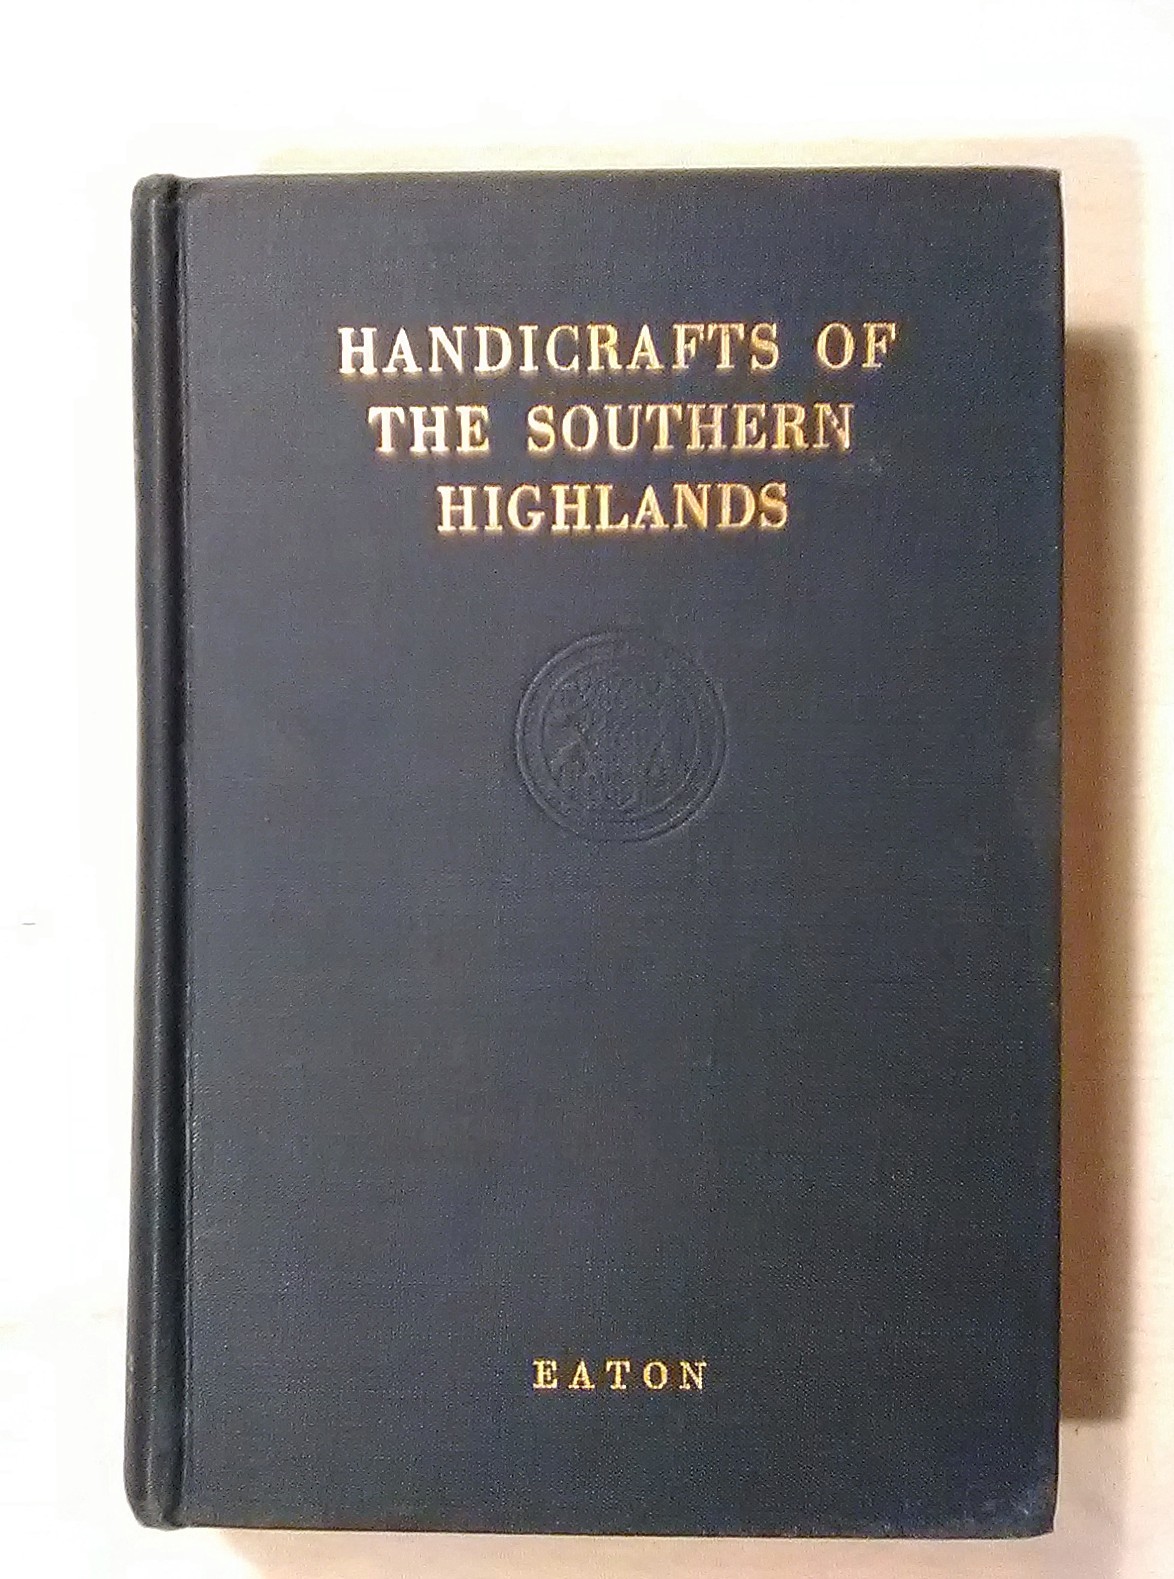 HANDICRAFTS OF
THE SOUTHERN
HIGHLANDS
EATON